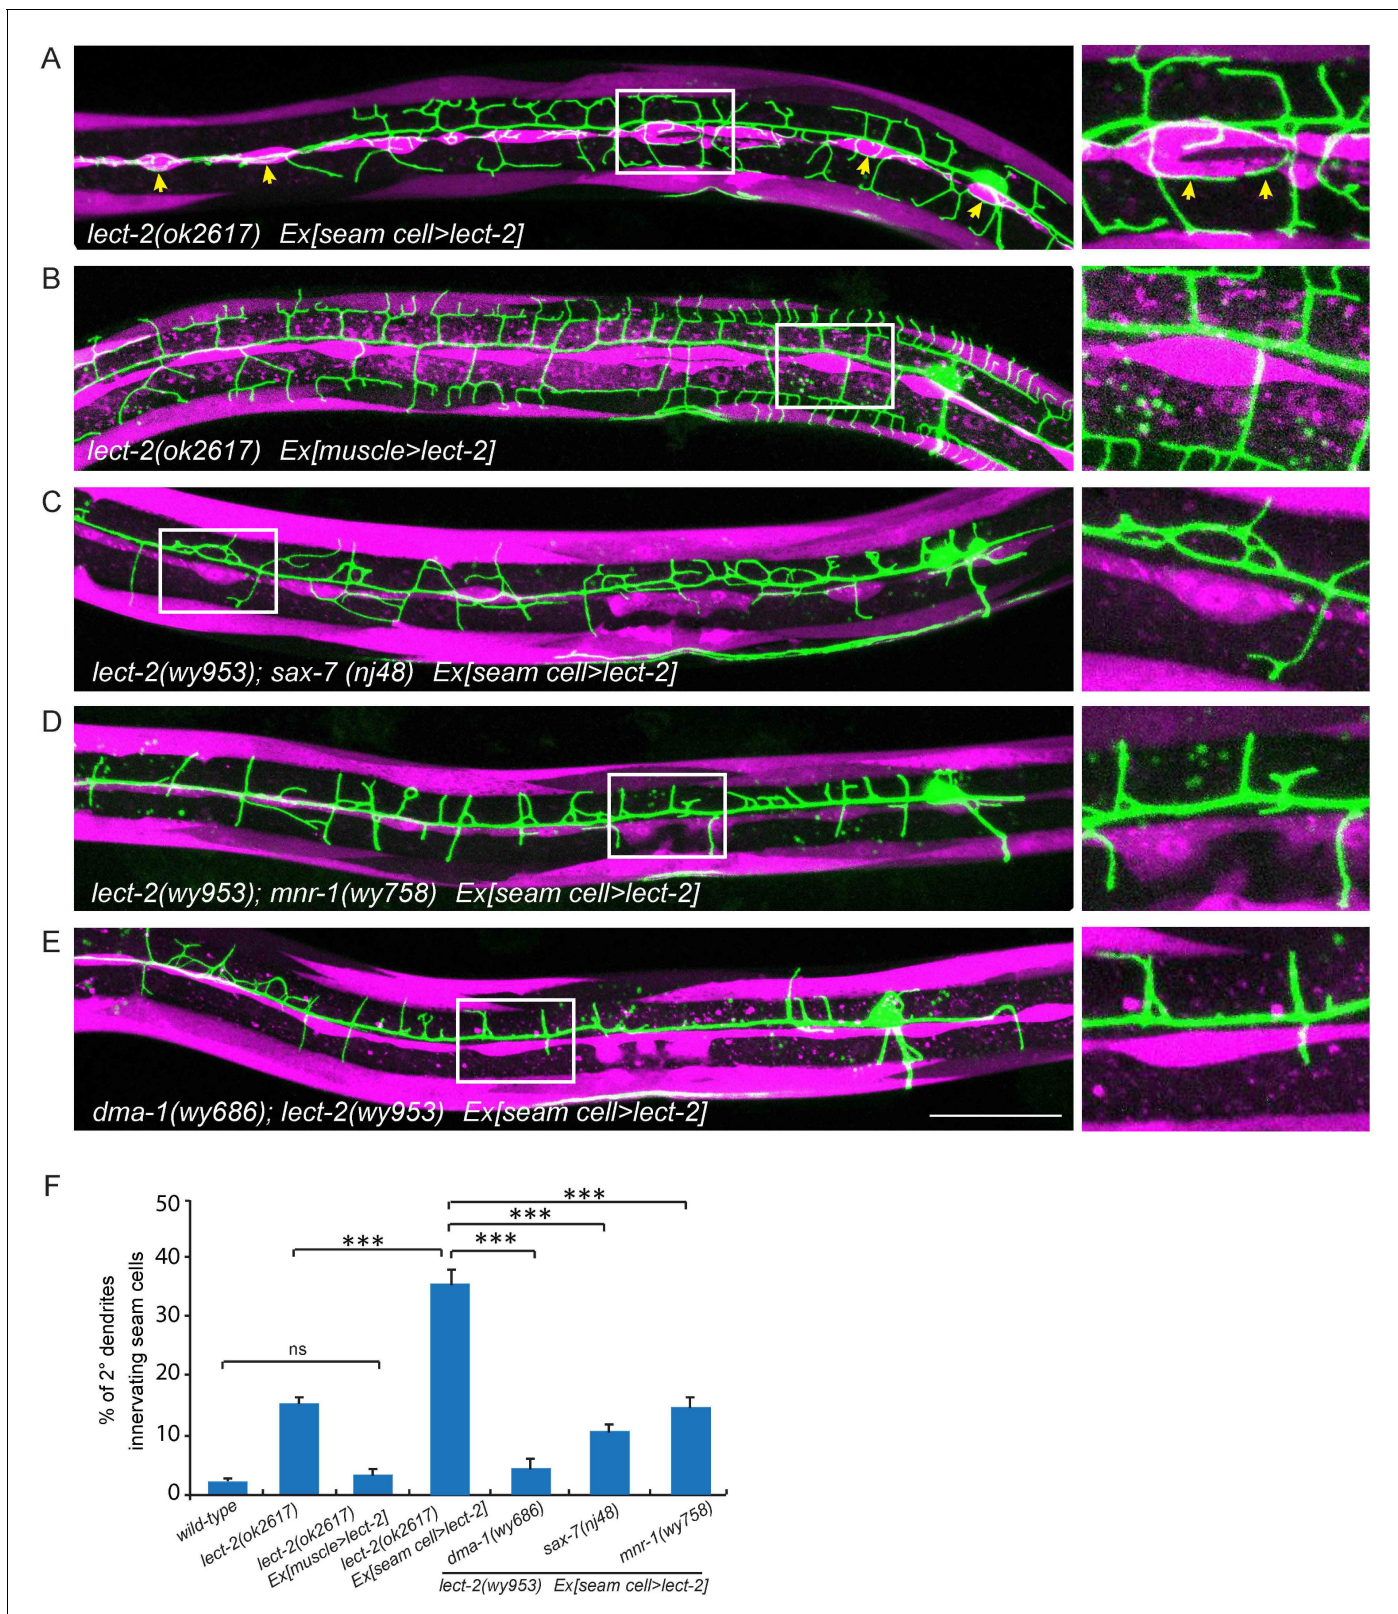 A
lect-2(ok2617) Ex[seam cell>lect-2]
B
lect-2(ok2617) Ex[muscle>lect-2]
C
lect-2(wy953); sax-7 (nj48) Ex[seam cell>lect-2]
D
lect-2(wy953); mnr-1(wy758) Ex[seam cell>lect-2]
E
dma-1(wy686); lect-2(wy953) Ex[seam cell>lect-2]
F
% of 2° dendrites
innervating seam cells
50
40
30
20
10
0
***
***
***
***
ns
wild-type
lect-2(ok2617)
lect-2(ok2617)
Ex[muscle>lect-2]
lect-2(ok2617)
Ex[seam cell>lect-2]
dma-1(wy686)
sax-7(nj48)
mnr-1(wy758)
lect-2(wy953) Ex[seam cell>lect-2]